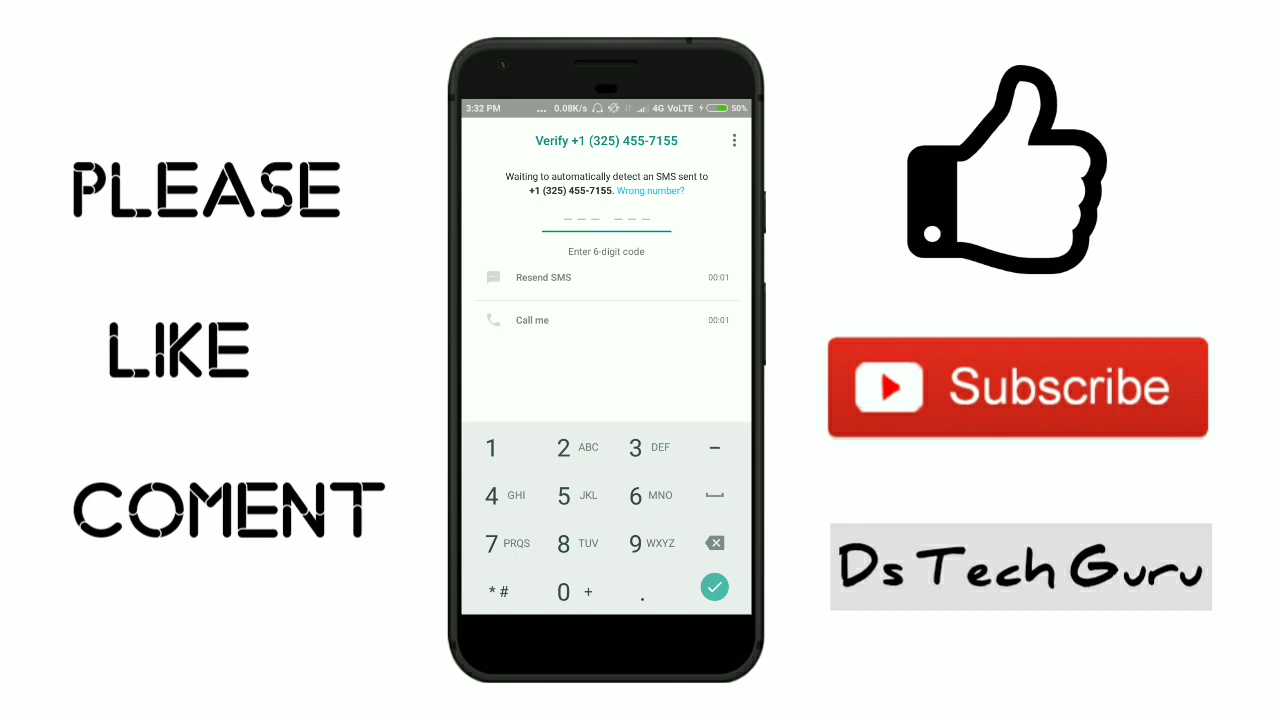 PLEASE
LIKE
COMENT
3:32 PM ... 0.08K/s 4G VoLTE 50%
Verify +1 (325) 455-7155
Waiting to automatically detect an SMS sent to
+1 (325) 455-7155. Wrong number?
Enter 6-digit code
Resend SMS 00:01
Call me 00:01
1 2 ABC 3 DEF -
4 GHI 5 JKL 6 MNO
7 PRQS 8 TUV 9 WXYZ
*# 0 + .
Subscribe
Ds Tech Guru